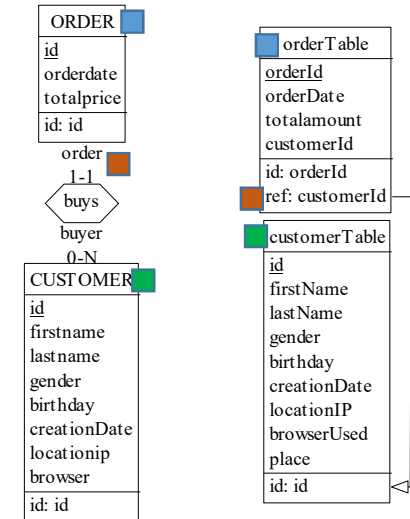 ORDER
id
orderdate
totalprice
id: id
order
1-1
buys
buyer
0-N
CUSTOMER
id
firstname
lastname
gender
birthday
creationDate
locationip
browser
id: id
orderTable
orderId
orderDate
totalamount
customerId
id: orderId
ref: customerId
customerTable
id
firstName
lastName
gender
birthday
creationDate
locationIP
browserUsed
place
id: id